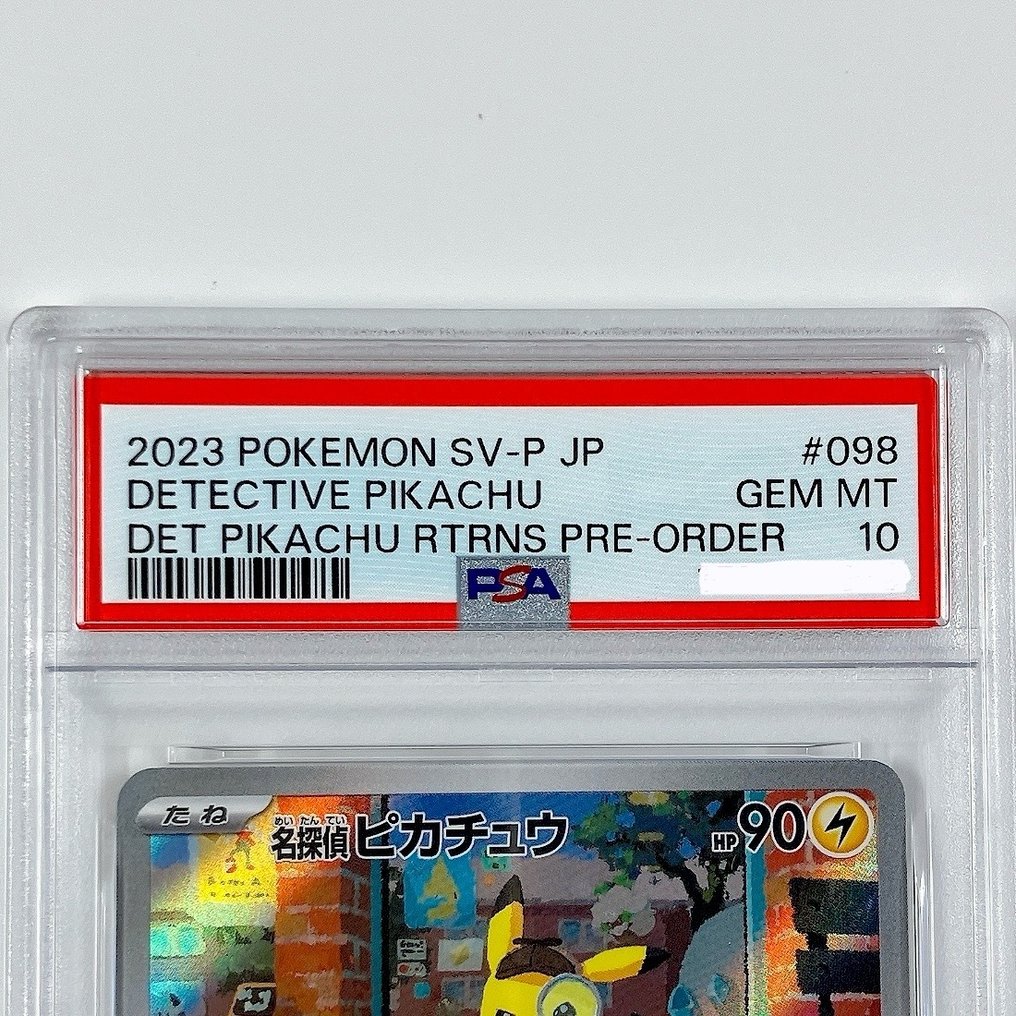 2023 POKEMON SV-P JP #098
DETECTIVE PIKACHU GEM MT
DET PIKACHU RTRNS PRE-ORDER 10
PSA
たね
めいたんてい
名探偵ピカチュウ HP 90